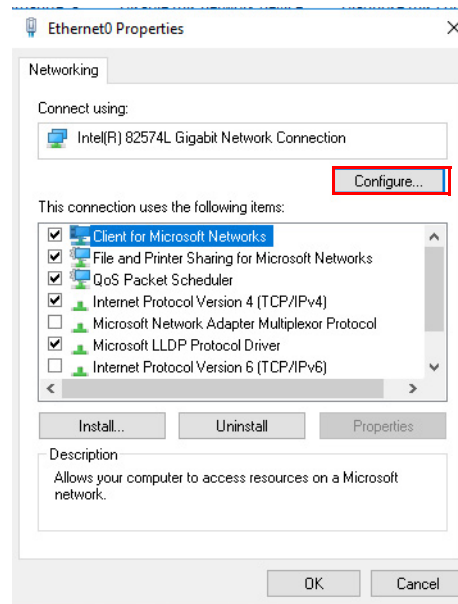 Ethernet0 Properties
Networking
Connect using:
Intel(R) 82574L Gigabit Network Connection
Configure...
This connection uses the following items:
Client for Microsoft Networks
File and Printer Sharing for Microsoft Networks
QoS Packet Scheduler
Internet Protocol Version 4 (TCP/IPv4)
Microsoft Network Adapter Multiplexor Protocol
Microsoft LLDP Protocol Driver
Internet Protocol Version 6 (TCP/IPv6)
Install... Uninstall Properties
Description
Allows your computer to access resources on a Microsoft
network.
OK Cancel